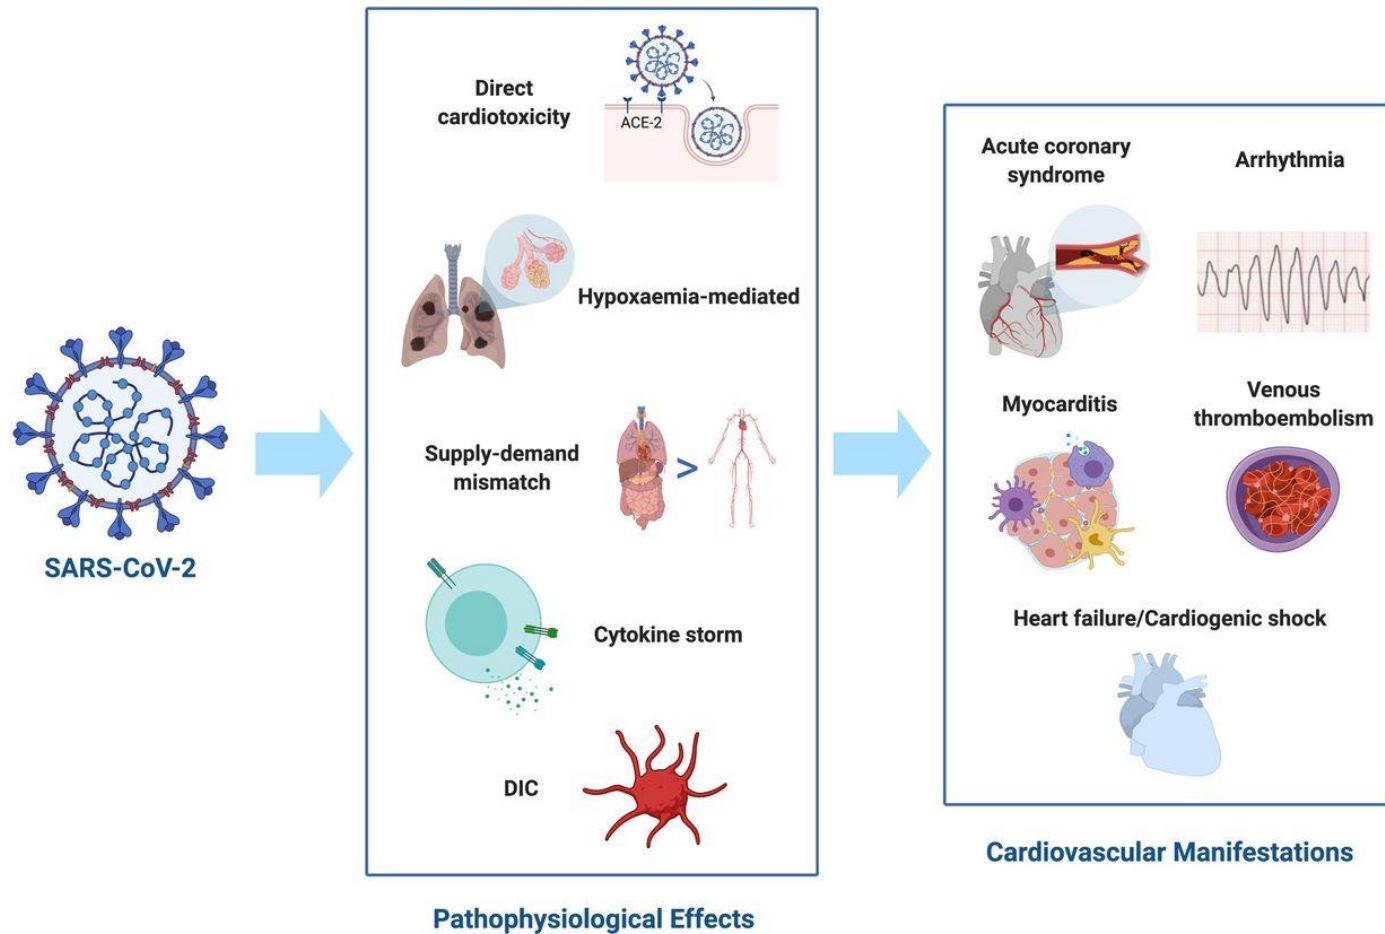 SARS-CoV-2
Direct
cardiotoxicity
ACE-2
Hypoxaemia-mediated
Supply-demand
mismatch
>
Cytokine storm
DIC
Pathophysiological Effects
Acute coronary
syndrome
Arrhythmia
Myocarditis
Venous
thromboembolism
Heart failure/Cardiogenic shock
Cardiovascular Manifestations